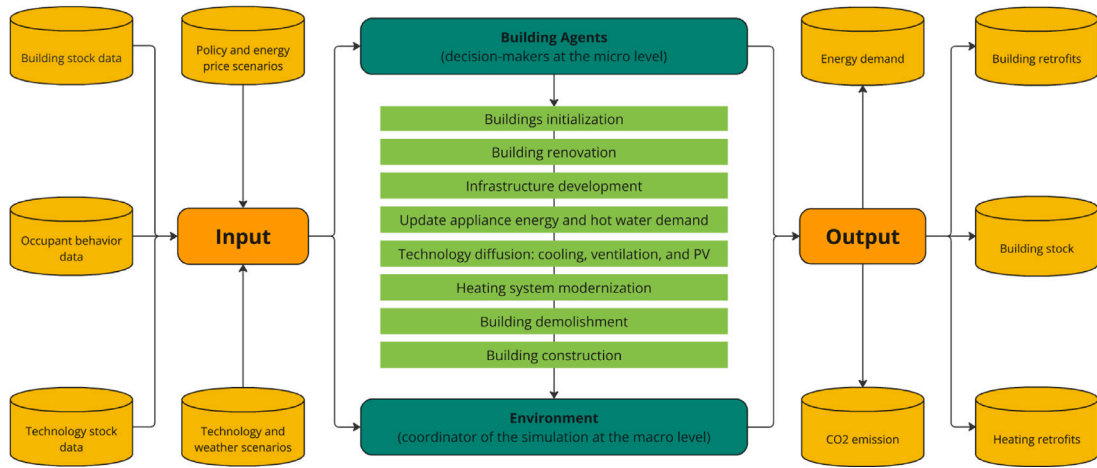 Building stock data
Policy and energy
price scenarios
Occupant behavior
data
Input
Technology stock
data
Technology and
weather scenarios
Building Agents
(decision-makers at the micro level)
Buildings initialization
Building renovation
Infrastructure development
Update appliance energy and hot water demand
Technology diffusion: cooling, ventilation, and PV
Heating system modernization
Building demolishment
Building construction
Environment
(coordinator of the simulation at the macro level)
Energy demand
Building retrofits
Output
Building stock
CO2 emission
Heating retrofits